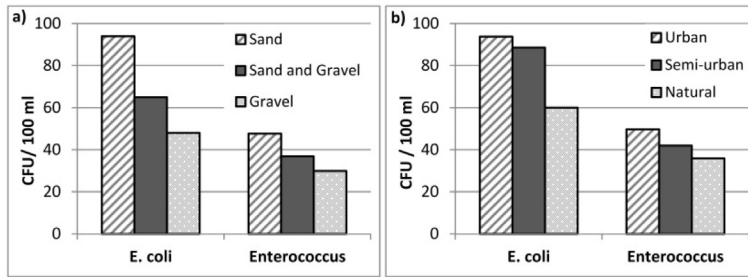 a)
CFU/ 100 ml
100
80
60
40
20
0
Sand
Sand and Gravel
Gravel
E. coli
Enterococcus
b)
CFU / 100 ml
100
80
60
40
20
0
Urban
Semi-urban
Natural
E. coli
Enterococcus